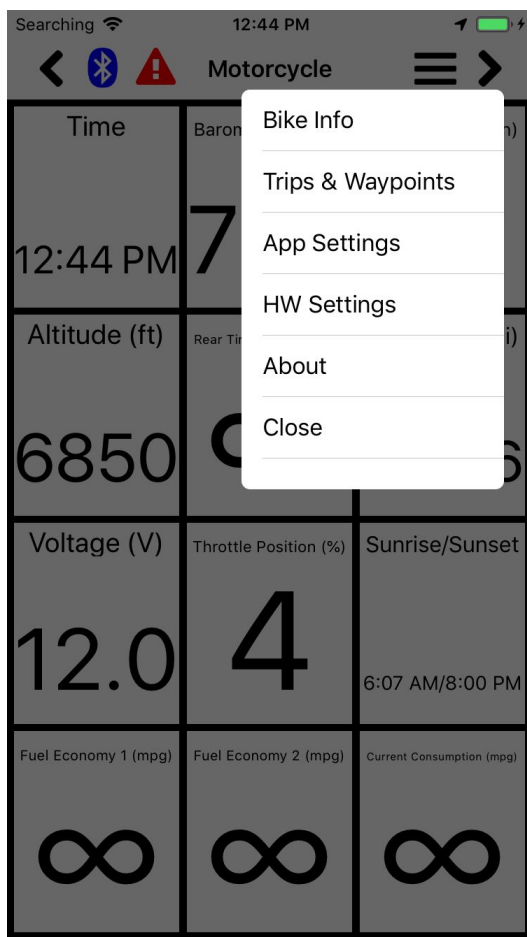 Searching 12:44 PM
Motorcycle
Bike Info
Trips & Waypoints
App Settings
HW Settings
About
Close
Time
12:44 PM
7
Altitude (ft)
6850
Voltage (V)
12.0
Throttle Position (%)
4
Sunrise/Sunset
6:07 AM/8:00 PM
Fuel Economy 1 (mpg)
∞
Fuel Economy 2 (mpg)
∞
Current Consumption (mpg)
∞